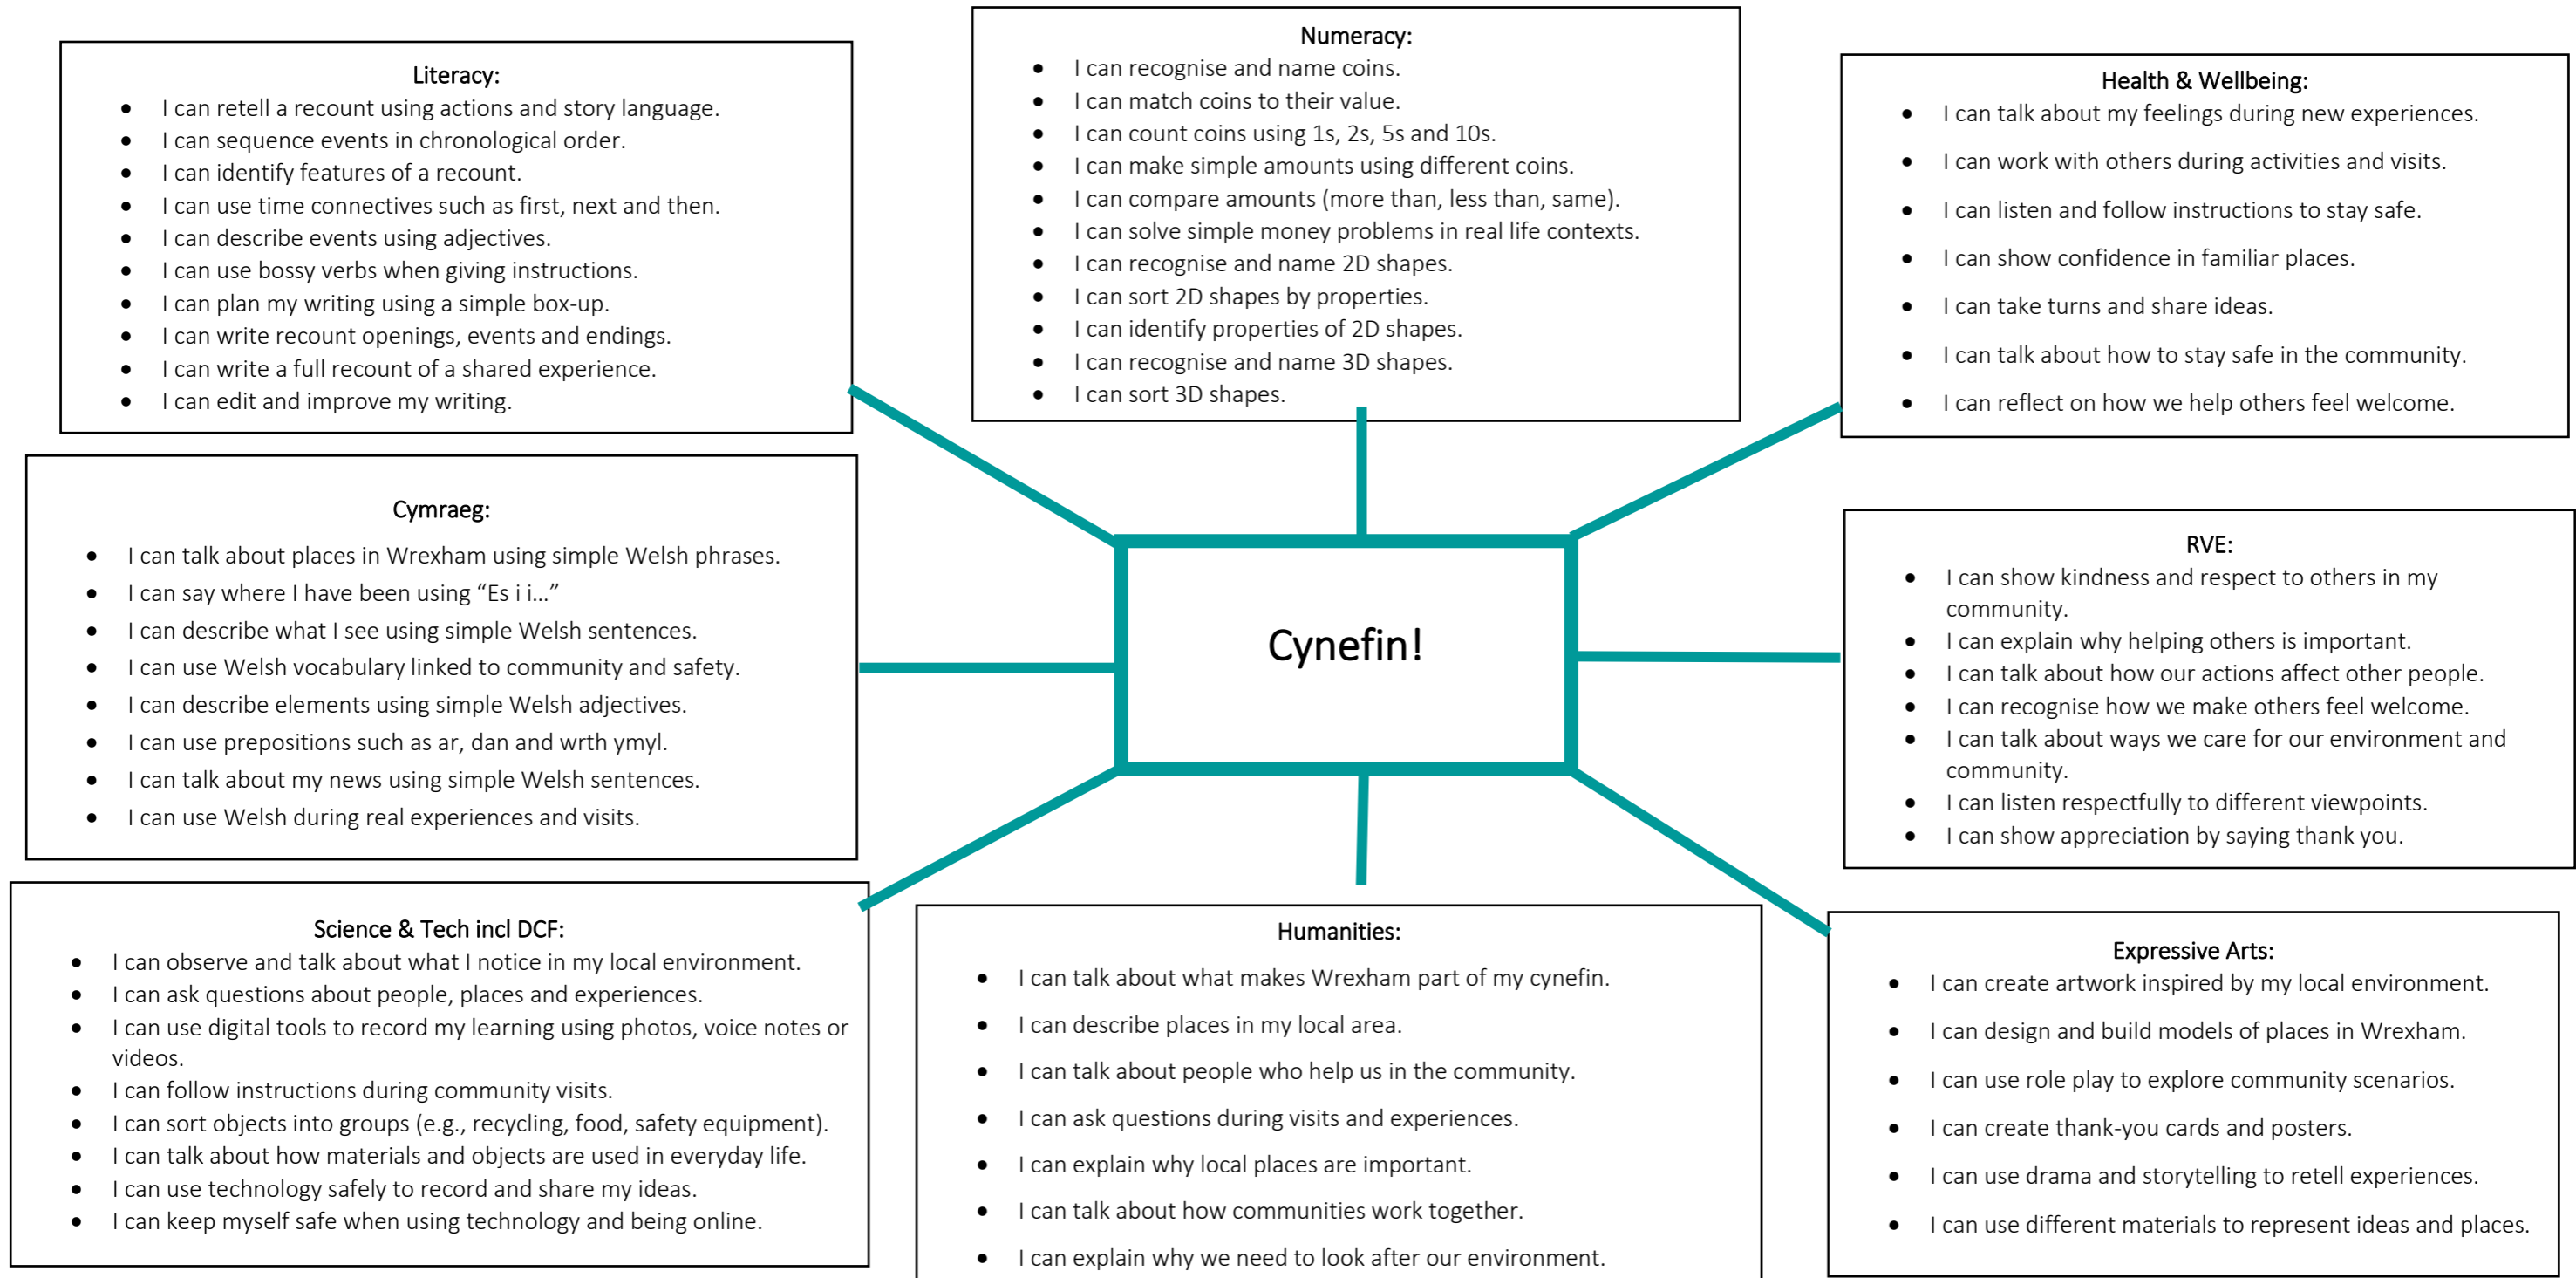 Literacy:
• I can retell a recount using actions and story language.
• I can sequence events in chronological order.
• I can identify features of a recount.
• I can use time connectives such as first, next and then.
• I can describe events using adjectives.
• I can use bossy verbs when giving instructions.
• I can plan my writing using a simple box-up.
• I can write recount openings, events and endings.
• I can write a full recount of a shared experience.
• I can edit and improve my writing.
Numeracy:
• I can recognise and name coins.
• I can match coins to their value.
• I can count coins using 1s, 2s, 5s and 10s.
• I can make simple amounts using different coins.
• I can compare amounts (more than, less than, same).
• I can solve simple money problems in real life contexts.
• I can recognise and name 2D shapes.
• I can sort 2D shapes by properties.
• I can identify properties of 2D shapes.
• I can recognise and name 3D shapes.
• I can sort 3D shapes.
Health & Wellbeing:
• I can talk about my feelings during new experiences.
• I can work with others during activities and visits.
• I can listen and follow instructions to stay safe.
• I can show confidence in familiar places.
• I can take turns and share ideas.
• I can talk about how to stay safe in the community.
• I can reflect on how we help others feel welcome.
Cymraeg:
• I can talk about places in Wrexham using simple Welsh phrases.
• I can say where I have been using “Es i i…”
• I can describe what I see using simple Welsh sentences.
• I can use Welsh vocabulary linked to community and safety.
• I can describe elements using simple Welsh adjectives.
• I can use prepositions such as ar, dan and wrth ymyl.
• I can talk about my news using simple Welsh sentences.
• I can use Welsh during real experiences and visits.
Cynefin!
RVE:
• I can show kindness and respect to others in my
community.
• I can explain why helping others is important.
• I can talk about how our actions affect other people.
• I can recognise how we make others feel welcome.
• I can talk about ways we care for our environment and
community.
• I can listen respectfully to different viewpoints.
• I can show appreciation by saying thank you.
Science & Tech incl DCF:
• I can observe and talk about what I notice in my local environment.
• I can ask questions about people, places and experiences.
• I can use digital tools to record my learning using photos, voice notes or
videos.
• I can follow instructions during community visits.
• I can sort objects into groups (e.g., recycling, food, safety equipment).
• I can talk about how materials and objects are used in everyday life.
• I can use technology safely to record and share my ideas.
• I can keep myself safe when using technology and being online.
Humanities:
• I can talk about what makes Wrexham part of my cynefin.
• I can describe places in my local area.
• I can talk about people who help us in the community.
• I can ask questions during visits and experiences.
• I can explain why local places are important.
• I can talk about how communities work together.
• I can explain why we need to look after our environment.
Expressive Arts:
• I can create artwork inspired by my local environment.
• I can design and build models of places in Wrexham.
• I can use role play to explore community scenarios.
• I can create thank-you cards and posters.
• I can use drama and storytelling to retell experiences.
• I can use different materials to represent ideas and places.